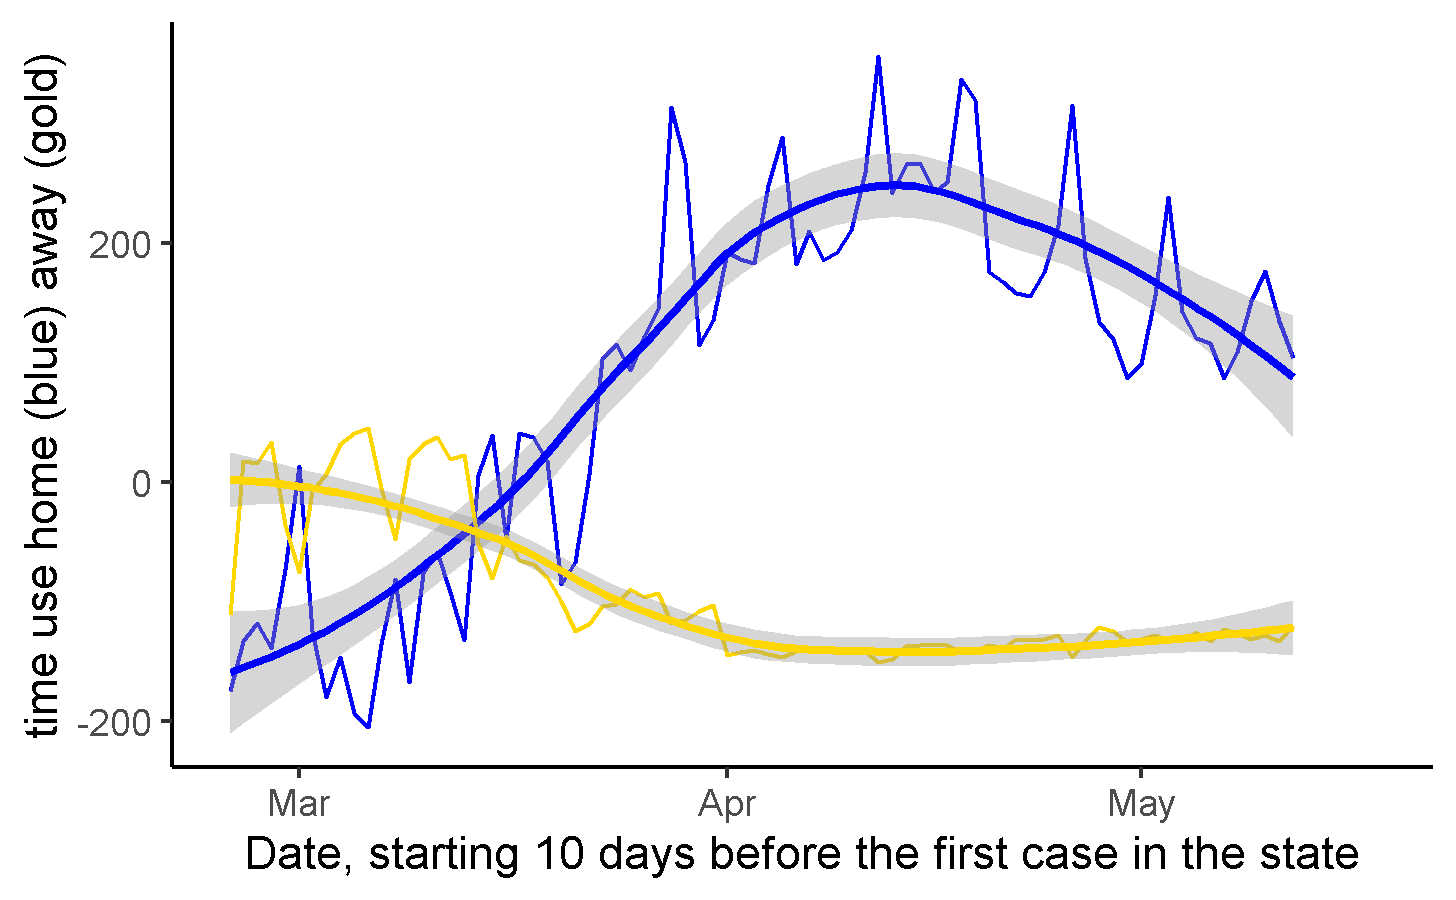 time use home (blue) away (gold)
200
0
-200
Mar Apr May
Date, starting 10 days before the first case in the state